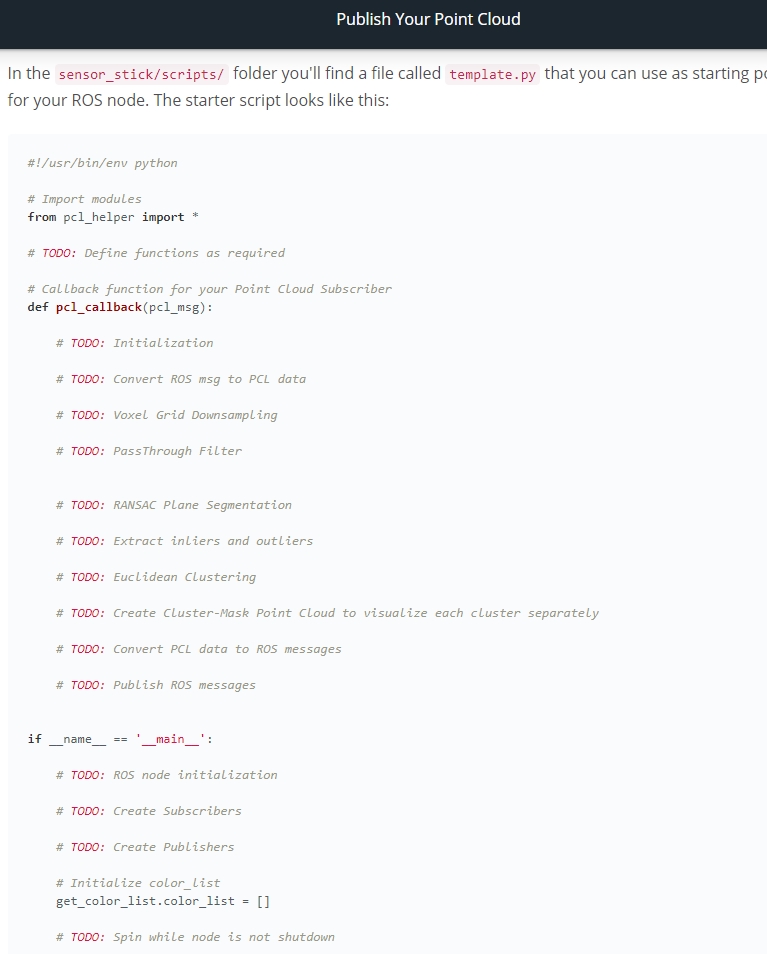 Publish Your Point Cloud
In the sensor_stick/scripts/ folder you'll find a file called template.py that you can use as starting
for your ROS node. The starter script looks like this:
#!/usr/bin/env python
# Import modules
from pcl_helper import *
# TODO: Define functions as required
# Callback function for your Point Cloud Subscriber
def pcl_callback(pcl_msg):
    # TODO: Initialization
    # TODO: Convert ROS msg to PCL data
    # TODO: Voxel Grid Downsampling
    # TODO: PassThrough Filter
    # TODO: RANSAC Plane Segmentation
    # TODO: Extract inliers and outliers
    # TODO: Euclidean Clustering
    # TODO: Create Cluster-Mask Point Cloud to visualize each cluster separately
    # TODO: Convert PCL data to ROS messages
    # TODO: Publish ROS messages
if __name__ == '__main__':
    # TODO: ROS node initialization
    # TODO: Create Subscribers
    # TODO: Create Publishers
    # Initialize color_list
    get_color_list.color_list = []
    # TODO: Spin while node is not shutdown